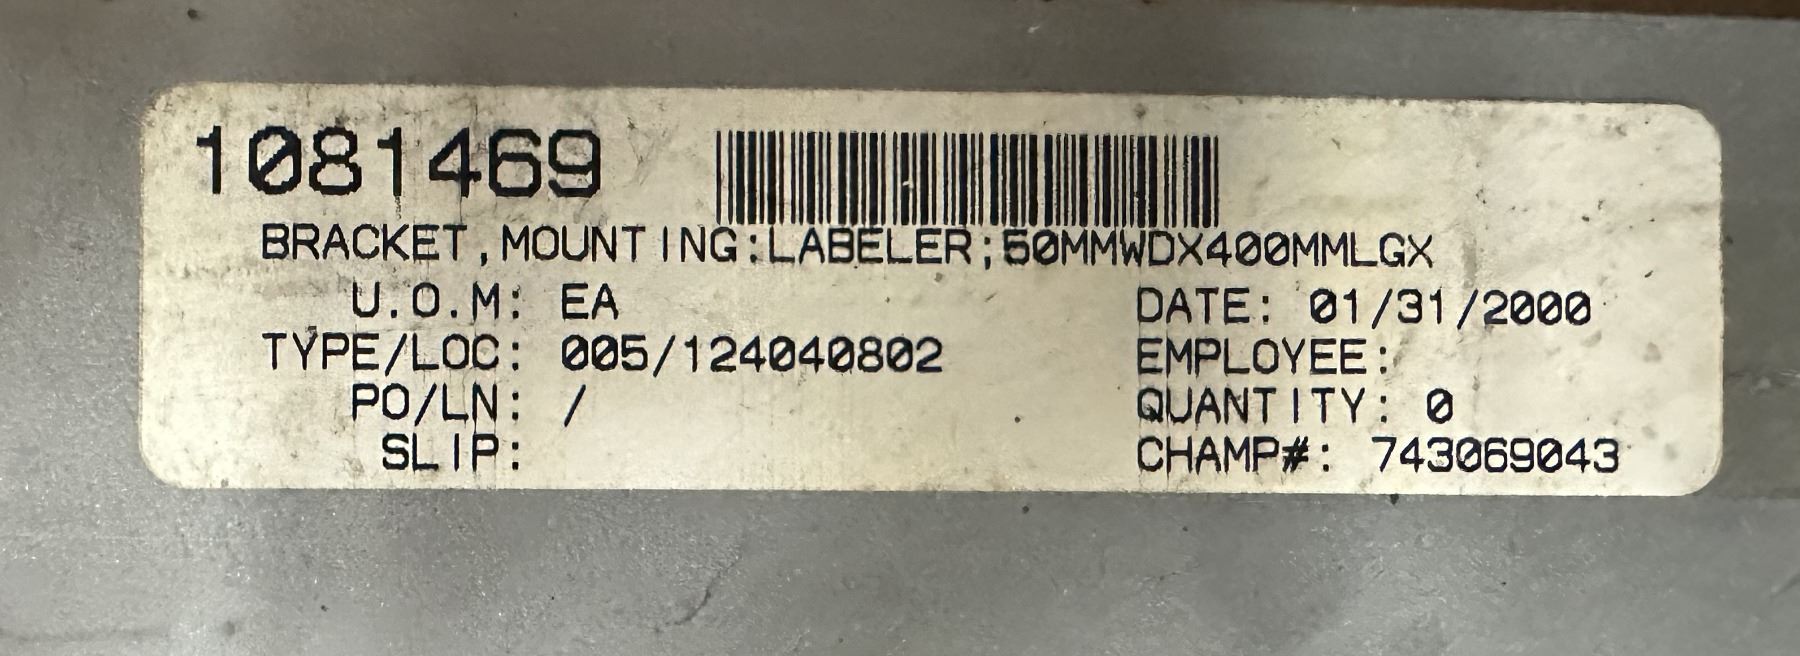 1081469
BRACKET,MOUNTING:LABELER;50MMWDX400MMLGX
U.O.M: EA
DATE: 01/31/2000
TYPE/LOC: 005/124040802
EMPLOYEE:
PO/LN: /
QUANTITY: 0
SLIP:
CHAMP#: 743069043